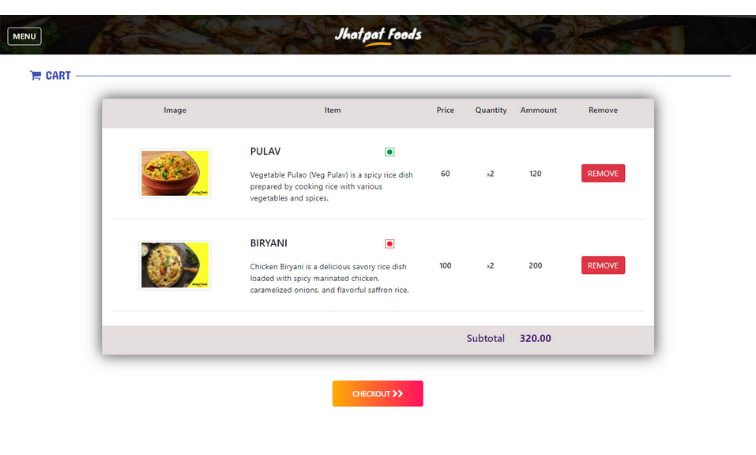 MENU
Jhatpat Foods
CART
Image Item Price Quantity Ammount Remove
PULAV
Vegetable Pulao (Veg Pulav) is a spicy rice dish
prepared by cooking rice with various
vegetables and spices.
60 x2 120 REMOVE
BIRYANI
Chicken Biryani is a delicious savory rice dish
loaded with spicy marinated chicken,
caramelized onions, and flavorful saffron rice.
100 x2 200 REMOVE
Subtotal 320.00
CHECKOUT